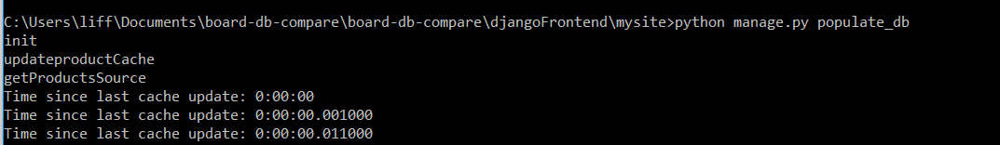 C:\Users\liff\Documents\board-db-compare\board-db-compare\djangoFrontend\mysite>python manage.py populate_db
init
updateproductCache
getProductsSource
Time since last cache update: 0:00:00
Time since last cache update: 0:00:00.001000
Time since last cache update: 0:00:00.011000